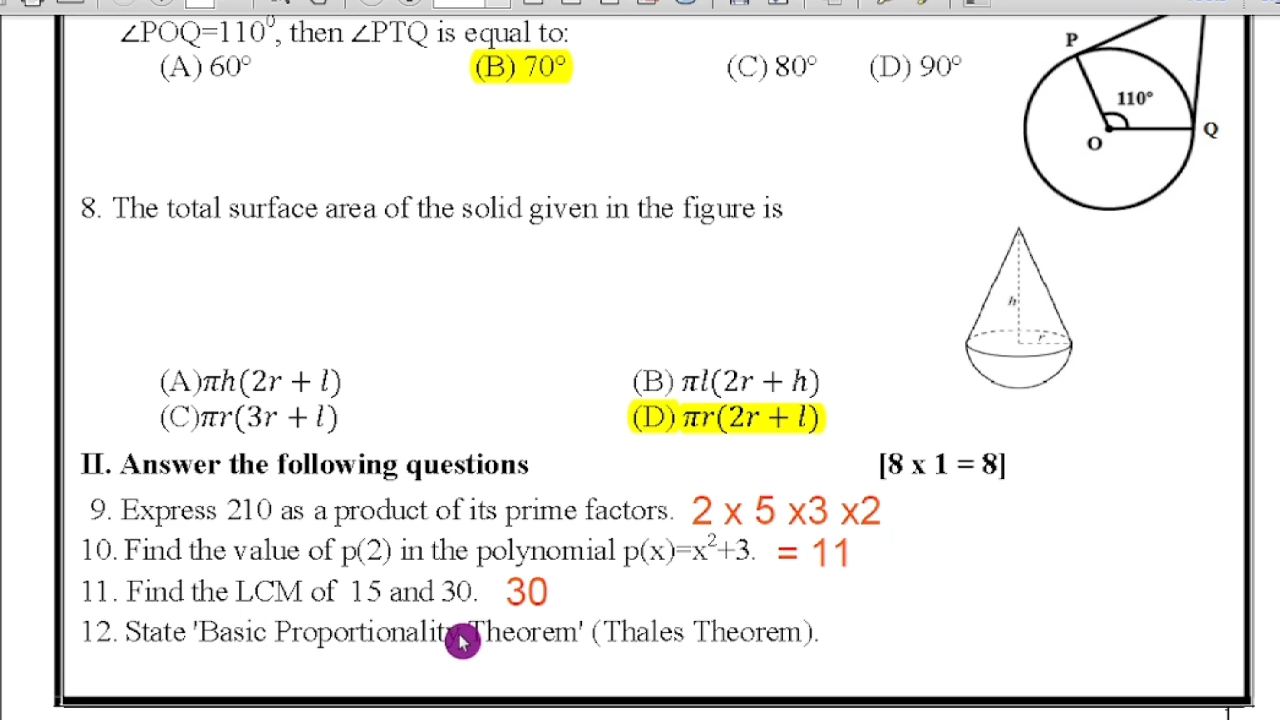 ∠POQ=110⁰, then ∠PTQ is equal to:
(A) 60° (B) 70° (C) 80° (D) 90°
P
110°
O
Q
8. The total surface area of the solid given in the figure is
h
r
(A)πh(2r + l) (B) πl(2r + h)
(C)πr(3r + l) (D) πr(2r + l)
II. Answer the following questions [8 x 1 = 8]
9. Express 210 as a product of its prime factors. 2 x 5 x3 x2
10. Find the value of p(2) in the polynomial p(x)=x²+3. = 11
11. Find the LCM of 15 and 30. 30
12. State 'Basic Proportionality Theorem' (Thales Theorem).